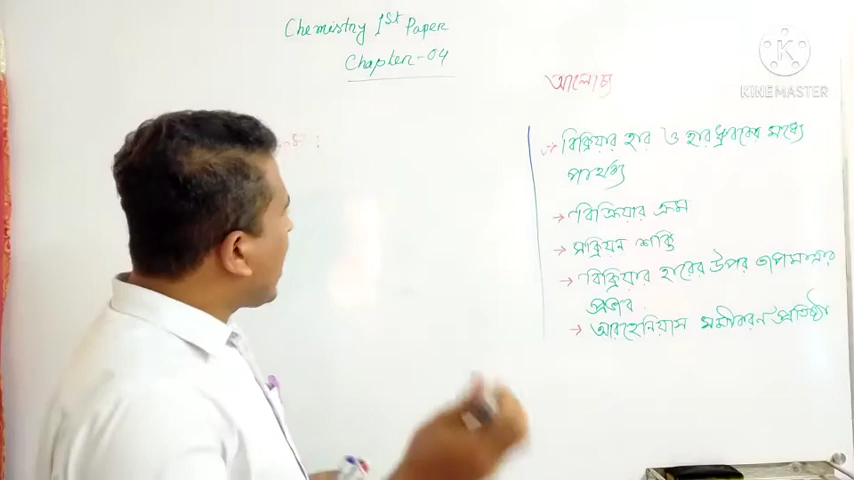 Chemistry 1st Paper
Chapter-04
আলোচ্য
KINEMASTER
→ বিক্রিয়ার হার ও হার ধ্রুবকের মধ্যে
পার্থক্য
→ বিক্রিয়ার ক্রম
→ সক্রিয়ন শক্তি
→ বিক্রিয়ার হারের উপর তাপমাত্রার
প্রভাব
→ আরহেনিয়াস সমীকরণ প্রতিষ্ঠা